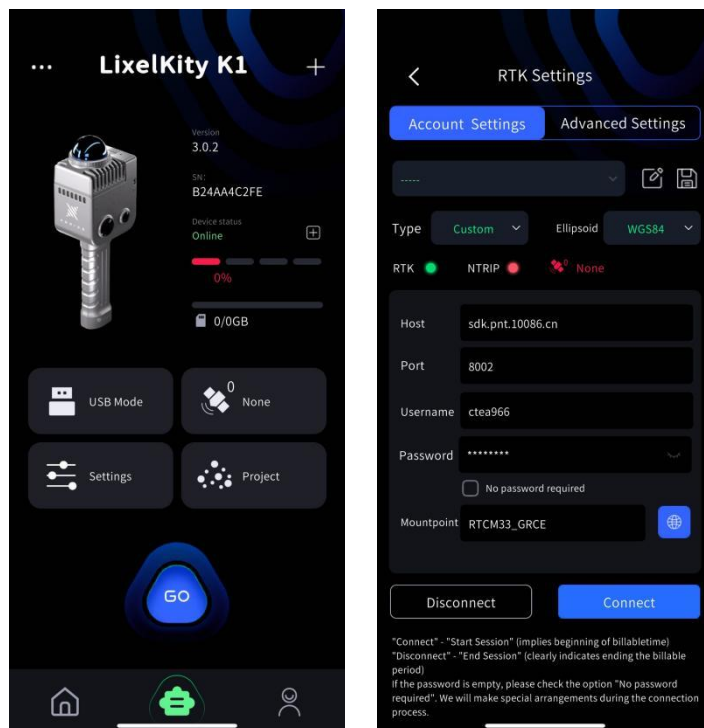 LixelKity K1
Version
3.0.2
SN:
B24AA4C2FE
Device status
Online
0%
0/0GB
USB Mode
0
None
Settings
Project
GO
RTK Settings
Account Settings
Advanced Settings
-----
Type
Custom
Ellipsoid
WGS84
RTK
NTRIP
0
None
Host
sdk.pnt.10086.cn
Port
8002
Username
ctea966
Password
********
No password required
Mountpoint
RTCM33_GRCE
Disconnect
Connect
"Connect" - "Start Session" (implies beginning of billabletime)
"Disconnect" - "End Session" (clearly indicates ending the billable
period)
If the password is empty, please check the option "No password
required". We will make special arrangements during the connection
process.